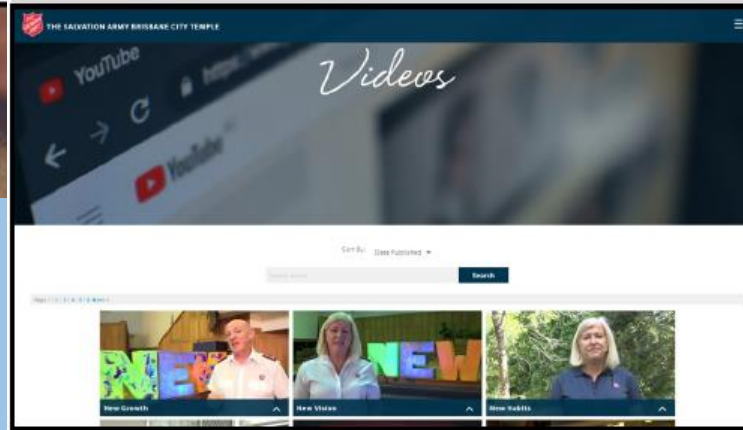 THE SALVATION ARMY BRISBANE CITY TEMPLE
YouTube
YouTube
Videos
Sort By: Date Published
Search
NEW
NEW
New Growth
New Vision
New Habits